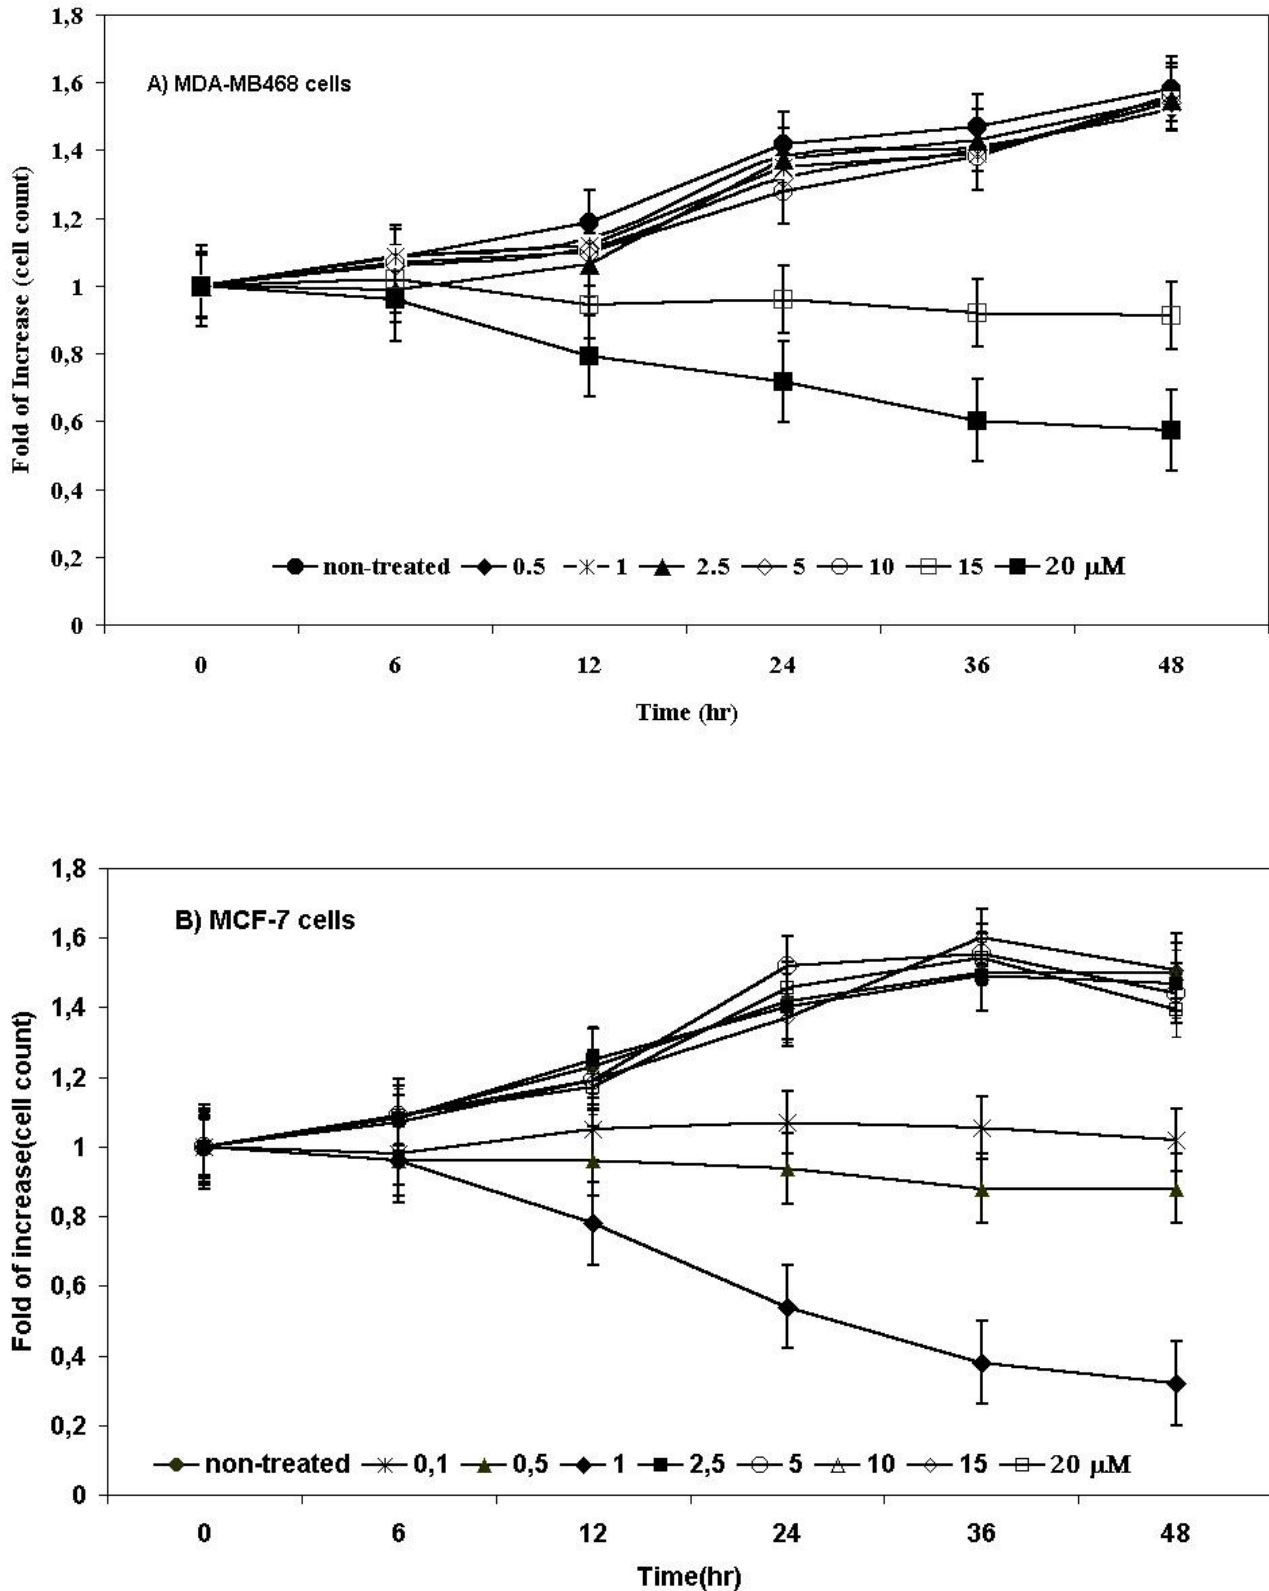 1,8
A) MDA-MB468 cells
1,6
1,4
1,2
1
0,8
0,6
0,4
0,2
0
Fold of Increase (cell count)
non-treated 0.5 1 2.5 5 10 15 20 μM
0 6 12 24 36 48
Time (hr)
1,8
B) MCF-7 cells
1,6
1,4
1,2
1
0,8
0,6
0,4
0,2
0
Fold of increase(cell count)
non-treated 0,1 0,5 1 2,5 5 10 15 20 μM
0 6 12 24 36 48
Time(hr)